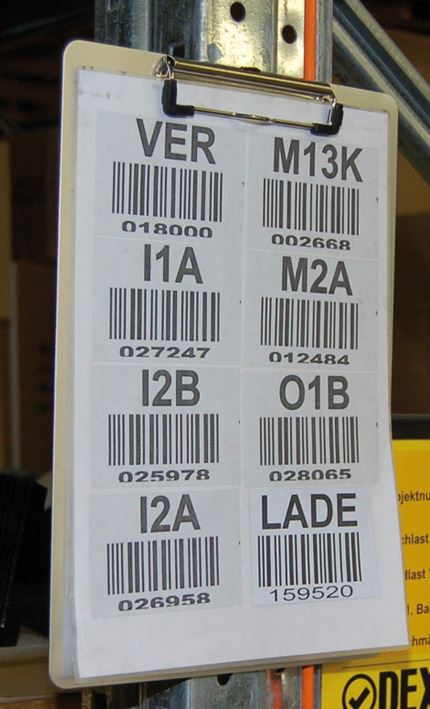 VER
018000
M13K
002668
I1A
027247
M2A
012484
I2B
025978
O1B
028065
I2A
026958
LADE
159520